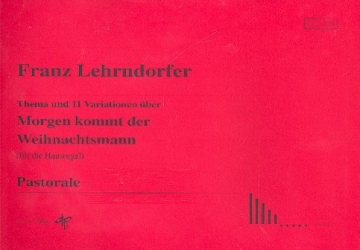 Franz Lehrndorfer
Thema und 11 Variationen über
Morgen kommt der
Weihnachtsmann
(für die Hausorgel)
Pastorale